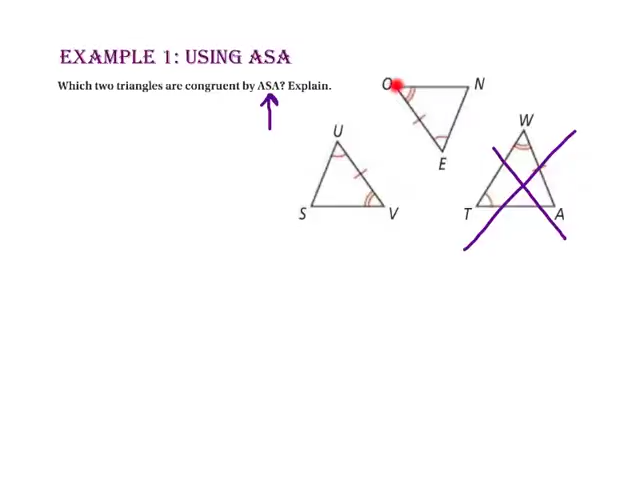 EXAMPLE 1: USING ASA
Which two triangles are congruent by ASA? Explain.
O N
E
W
U
S V
T A